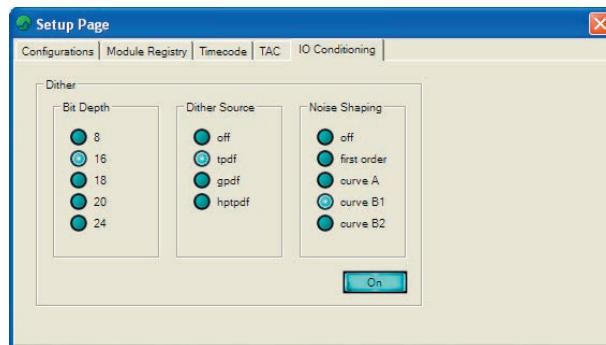 Setup Page
Configurations
Module Registry
Timecode
TAC
IO Conditioning
Dither
Bit Depth
8
16
18
20
24
Dither Source
off
tpdf
gpdf
hptpdf
Noise Shaping
off
first order
curve A
curve B1
curve B2
On